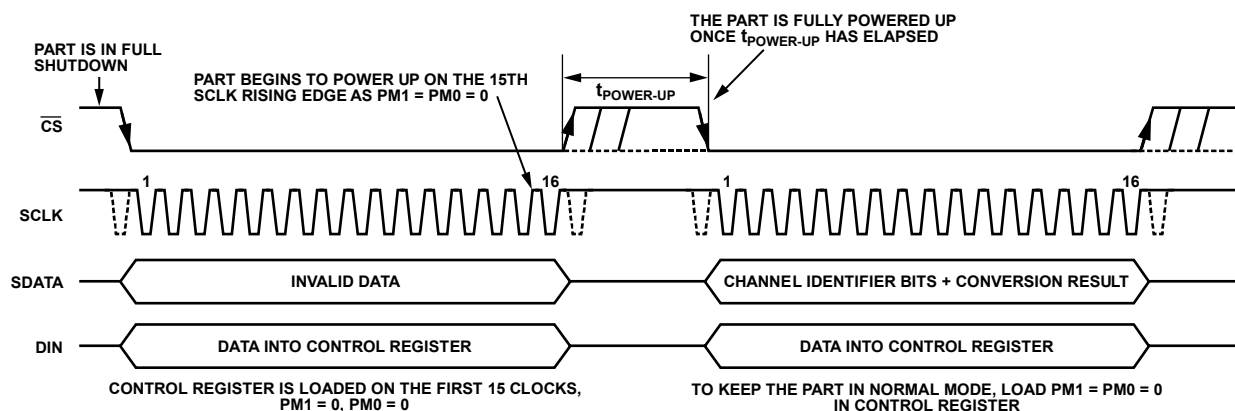 THE PART IS FULLY POWERED UP
ONCE tPOWER-UP HAS ELAPSED
PART IS IN FULL
SHUTDOWN
PART BEGINS TO POWER UP ON THE 15TH
SCLK RISING EDGE AS PM1 = PM0 = 0
tPOWER-UP
CS
1
16
1
16
SCLK
SDATA
INVALID DATA
CHANNEL IDENTIFIER BITS + CONVERSION RESULT
DIN
DATA INTO CONTROL REGISTER
DATA INTO CONTROL REGISTER
CONTROL REGISTER IS LOADED ON THE FIRST 15 CLOCKS,
PM1 = 0, PM0 = 0
TO KEEP THE PART IN NORMAL MODE, LOAD PM1 = PM0 = 0
IN CONTROL REGISTER